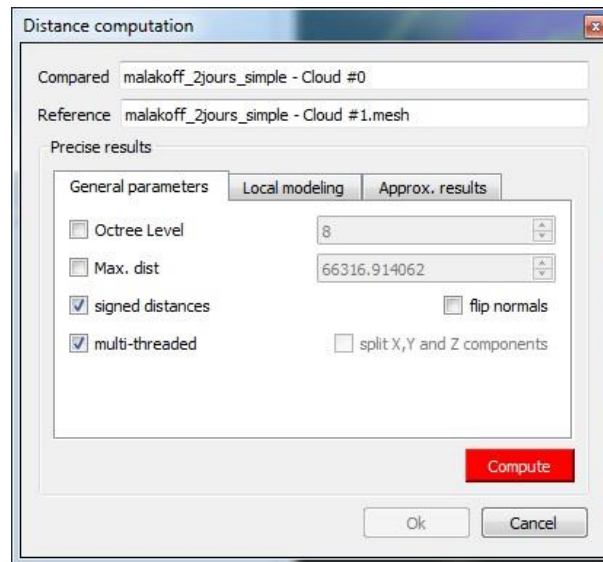 Distance computation
Compared malakoff_2jours_simple - Cloud #0
Reference malakoff_2jours_simple - Cloud #1.mesh
Precise results
General parameters Local modeling Approx. results
Octree Level 8
Max. dist 66316.914062
signed distances flip normals
multi-threaded split X,Y and Z components
Compute
Ok Cancel